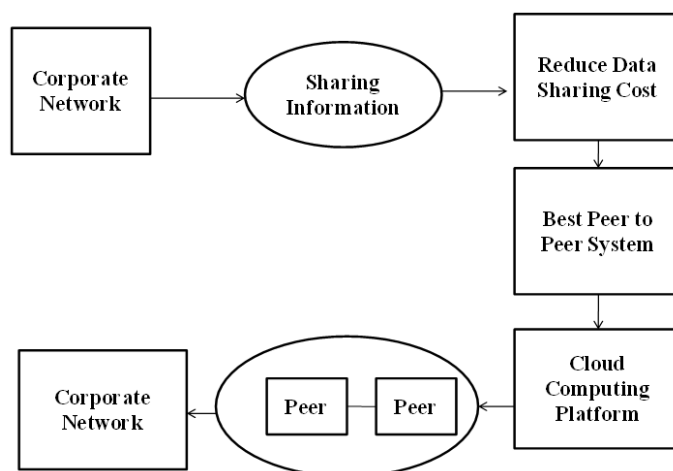 Corporate
Network
Sharing
Information
Reduce Data
Sharing Cost
Best Peer to
Peer System
Cloud
Computing
Platform
Peer
Peer
Corporate
Network